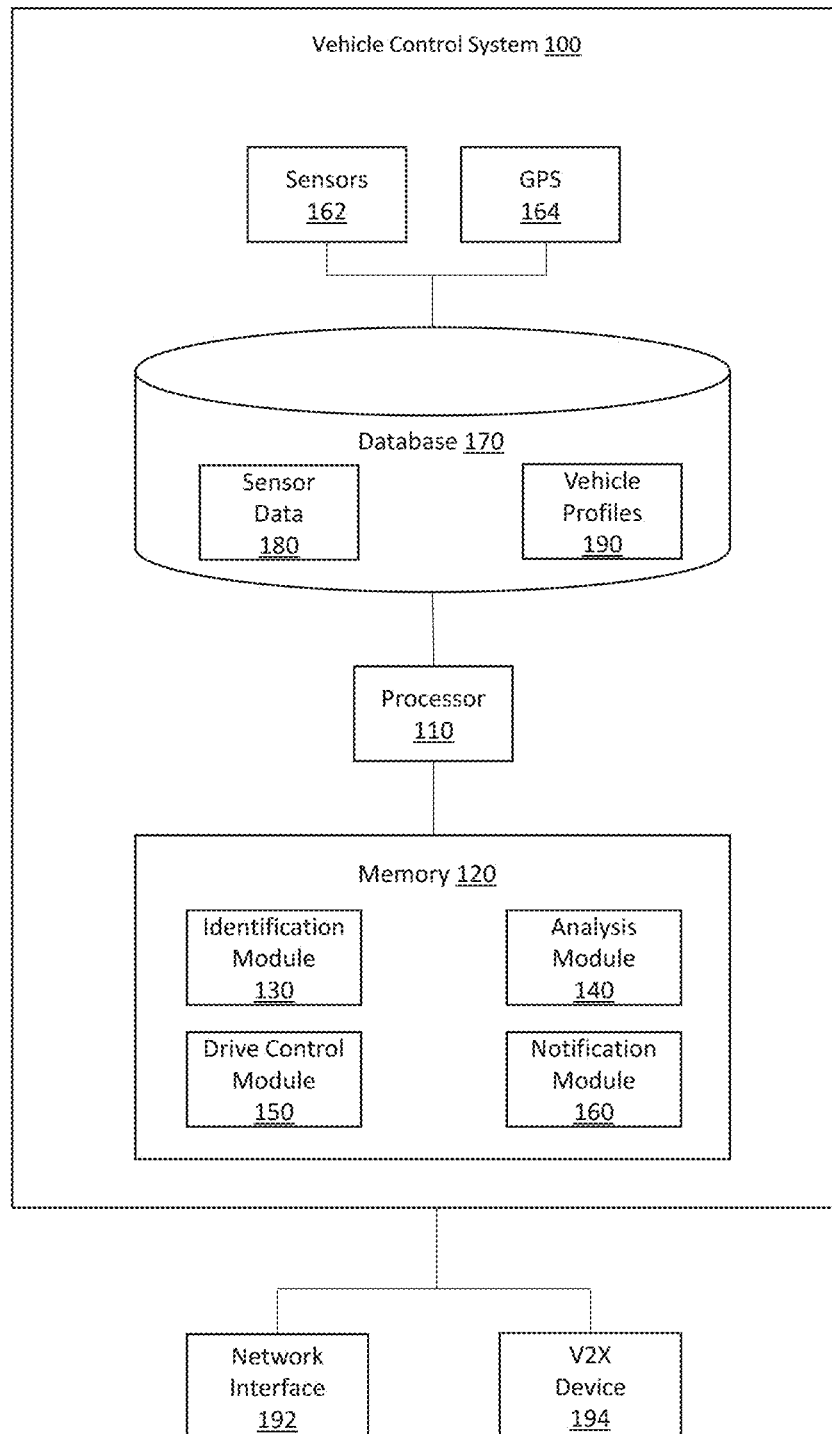 Vehicle Control System 100
Sensors
162
GPS
164
Database 170
Sensor
Data
180
Vehicle
Profiles
190
Processor
110
Memory 120
Identification
Module
130
Analysis
Module
140
Drive Control
Module
150
Notification
Module
160
Network
Interface
192
V2X
Device
194